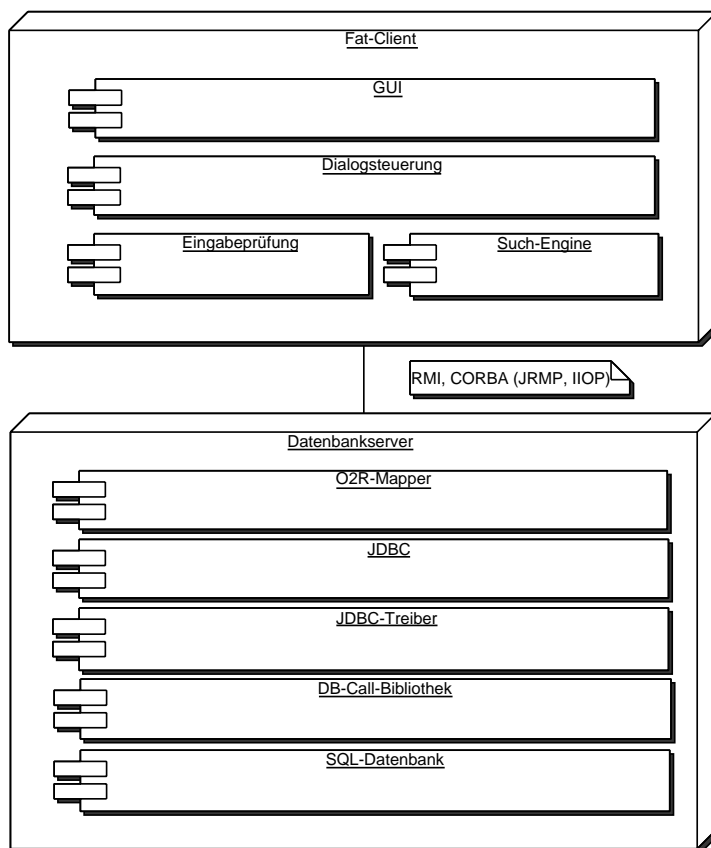 Fat-Client
GUI
Dialogsteuerung
Eingabeprüfung
Such-Engine
RMI, CORBA (JRMP, IIOP)
Datenbankserver
O2R-Mapper
JDBC
JDBC-Treiber
DB-Call-Bibliothek
SQL-Datenbank